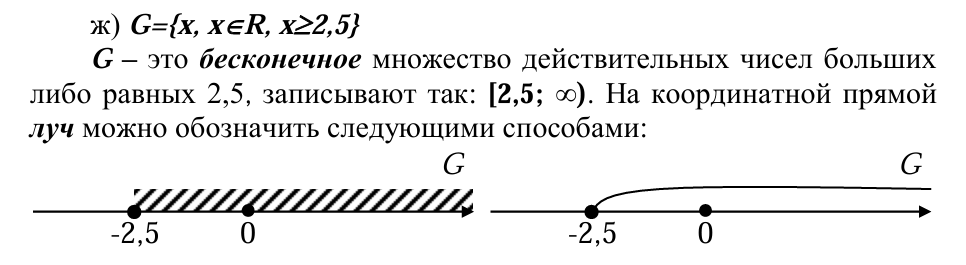 ж) G={x, x∈R, x≥2,5}
G – это бесконечное множество действительных чисел больших
либо равных 2,5, записывают так: [2,5; ∞). На координатной прямой
луч можно обозначить следующими способами:
G G
-2,5 0 -2,5 0